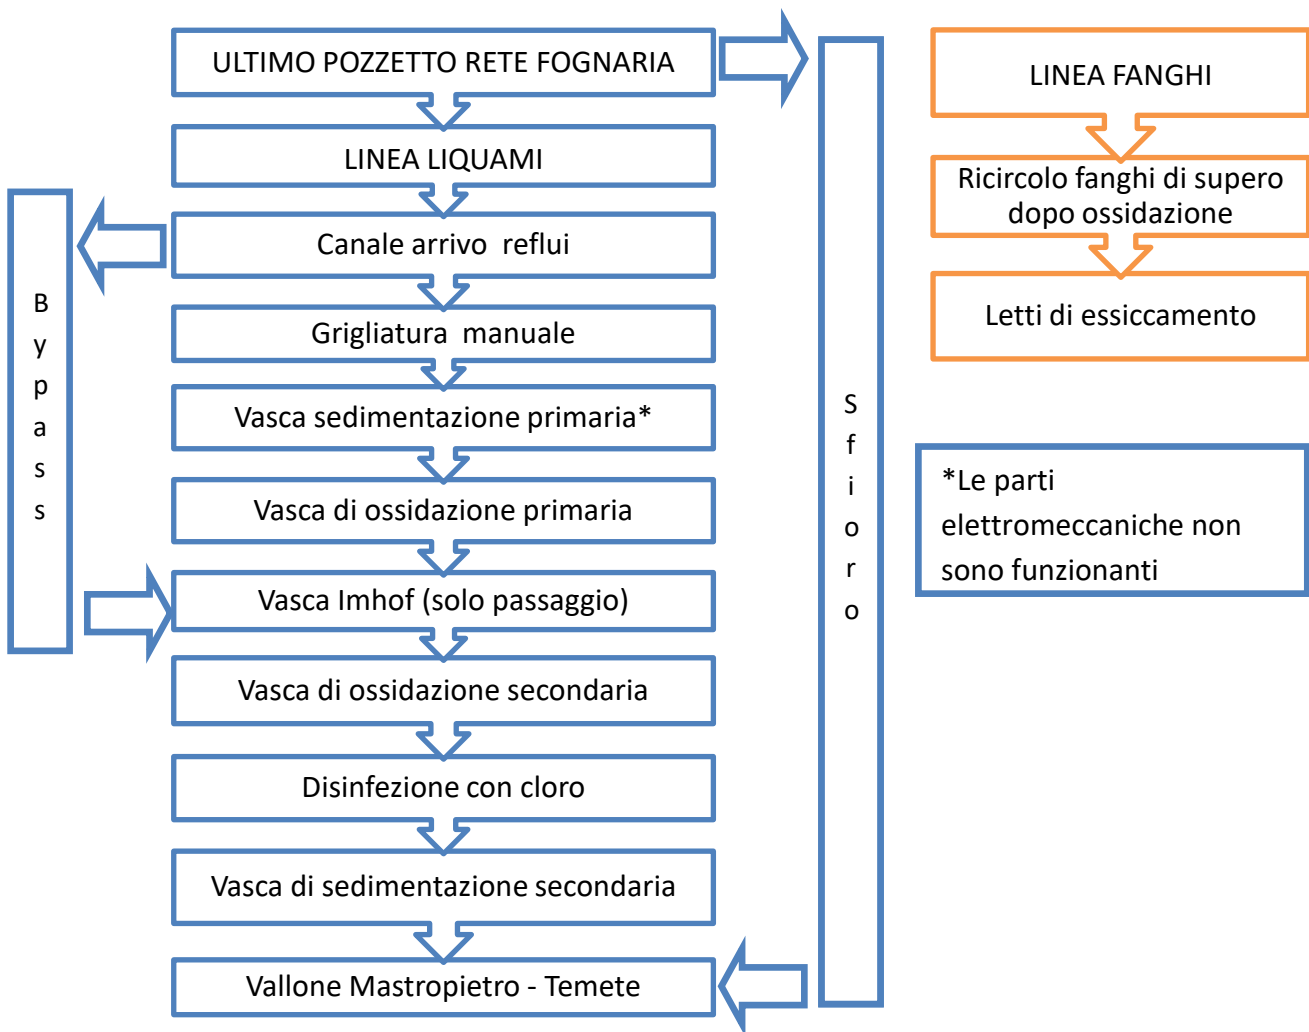 ULTIMO POZZETTO RETE FOGNARIA
LINEA LIQUAMI
Canale arrivo reflui
Grigliatura manuale
Vasca sedimentazione primaria*
Vasca di ossidazione primaria
Vasca Imhof (solo passaggio)
Vasca di ossidazione secondaria
Disinfezione con cloro
Vasca di sedimentazione secondaria
Vallone Mastropietro - Temete
Bypass
Sfioro
LINEA FANGHI
Ricircolo fanghi di supero
dopo ossidazione
Letti di essiccamento
*Le parti
elettromeccaniche non
sono funzionanti